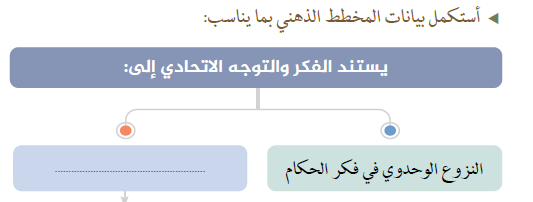 أستكمل بيانات المخطط الذهني بما يناسب:
يستند الفكر والتوجه الاتحادي إلى:
النزوع الوحدوي في فكر الحكام
........................................................